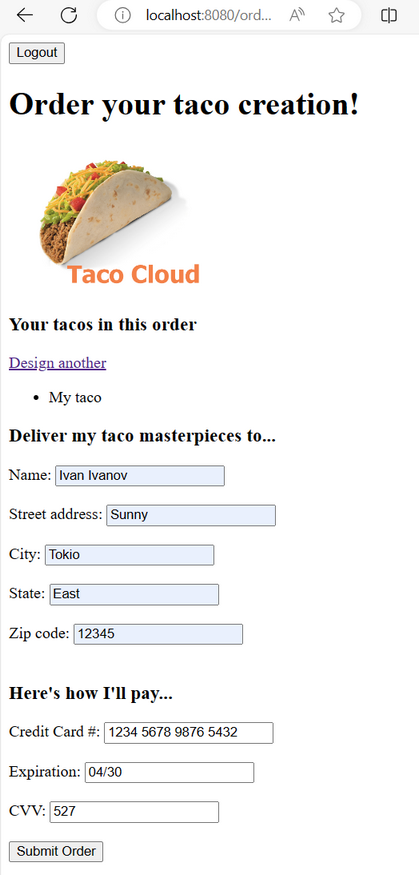 localhost:8080/ord...
Logout
Order your taco creation!
Taco Cloud
Your tacos in this order
Design another
• My taco
Deliver my taco masterpieces to...
Name: Ivan Ivanov
Street address: Sunny
City: Tokio
State: East
Zip code: 12345
Here's how I'll pay...
Credit Card #: 1234 5678 9876 5432
Expiration: 04/30
CVV: 527
Submit Order